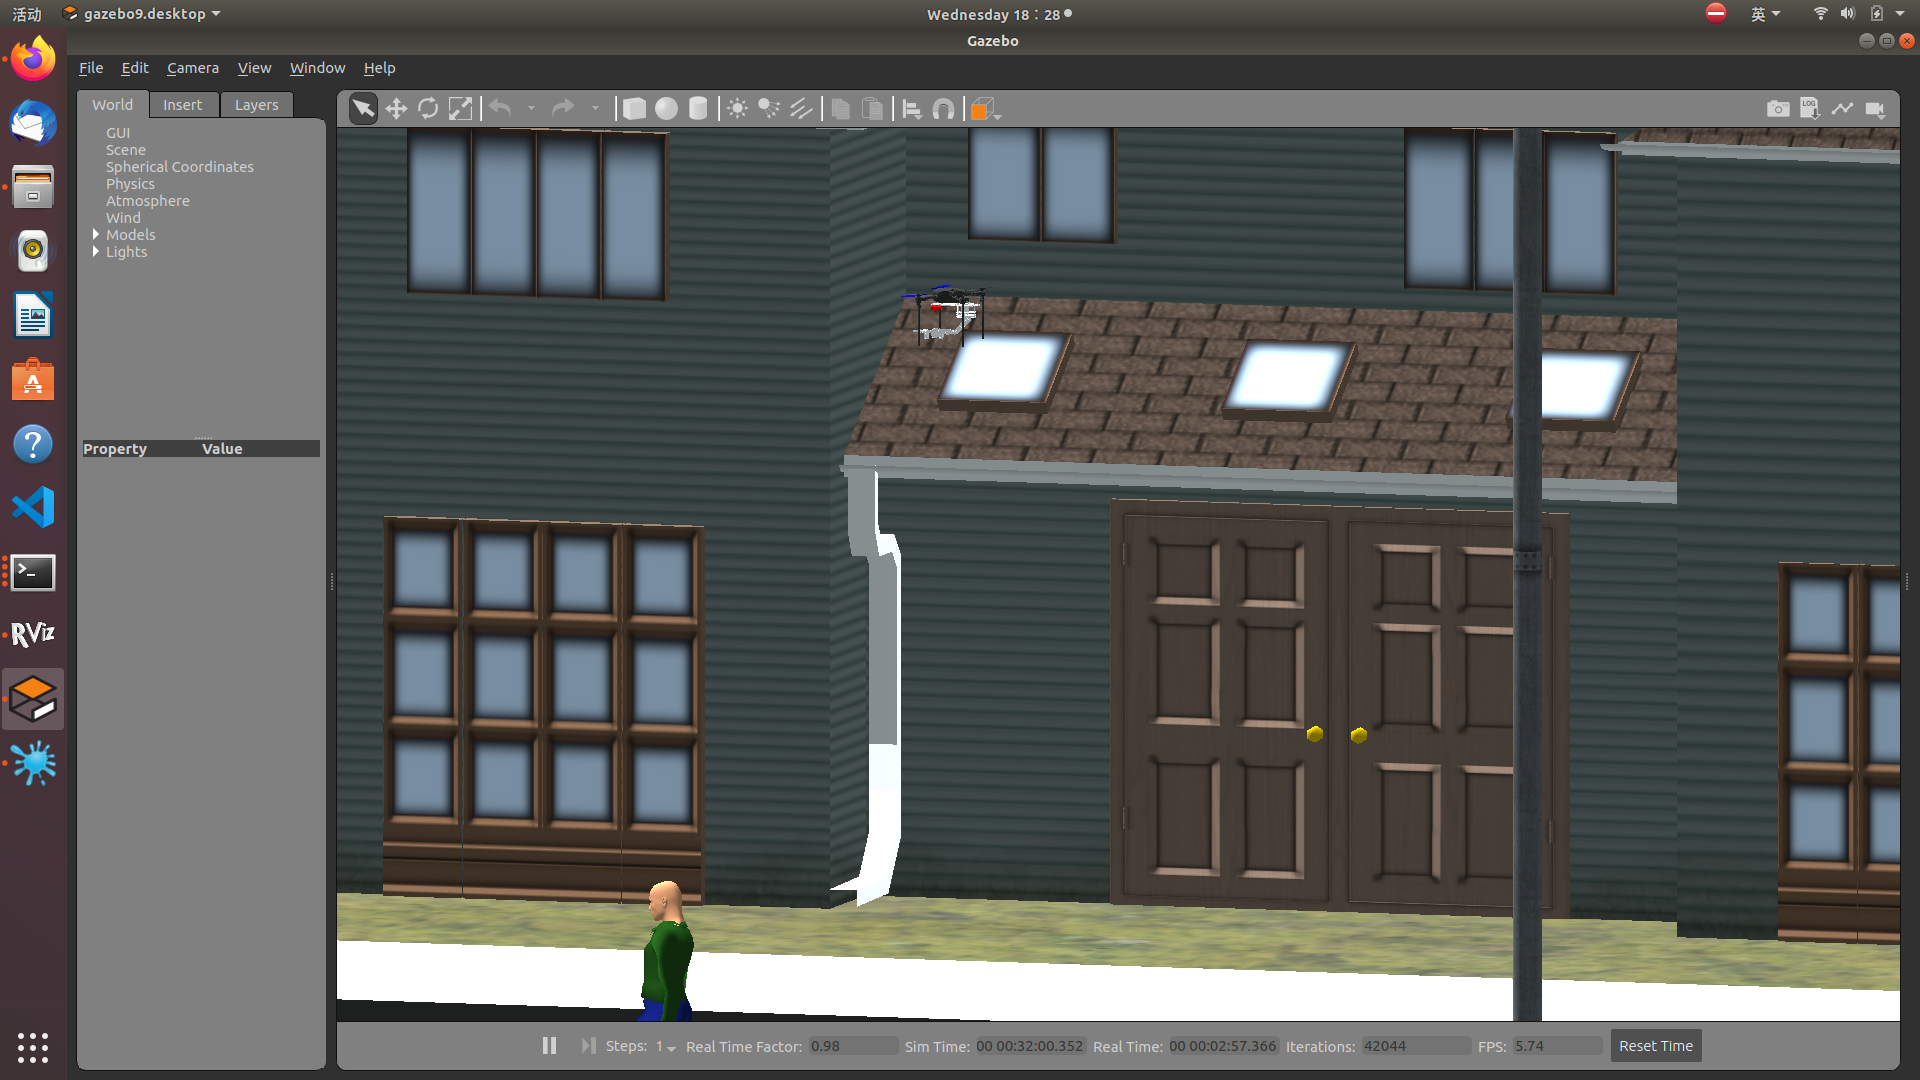 活动 gazebo9.desktop Wednesday 18：28 英
Gazebo
File Edit Camera View Window Help
World Insert Layers
LOG
GUI
Scene
Spherical Coordinates
Physics
Atmosphere
Wind
Models
Lights
Property Value
RViz
Steps: 1 Real Time Factor: 0.98 Sim Time: 00 00:32:00.352 Real Time: 00 00:02:57.366 Iterations: 42044 FPS: 5.74 Reset Time